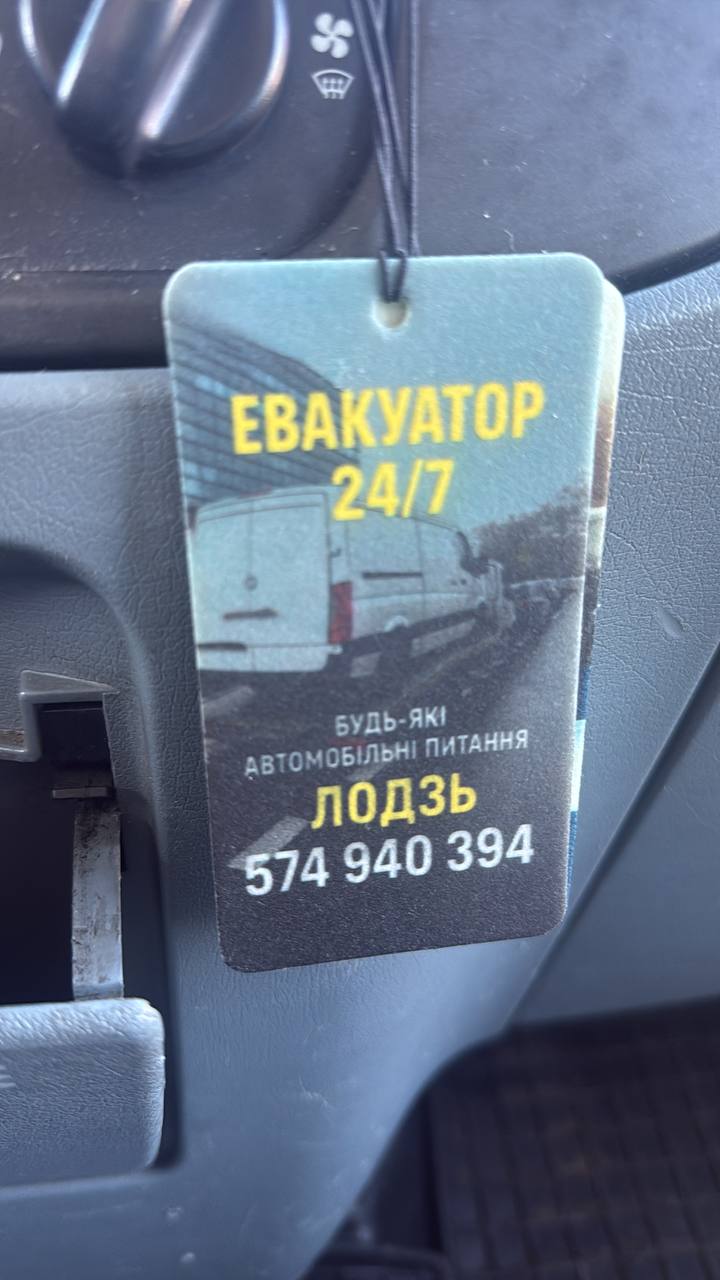 ЕВАКУАТОР
24/7
БУДЬ-ЯКІ
АВТОМОБІЛЬНІ ПИТАННЯ
ЛОДЗЬ
574 940 394